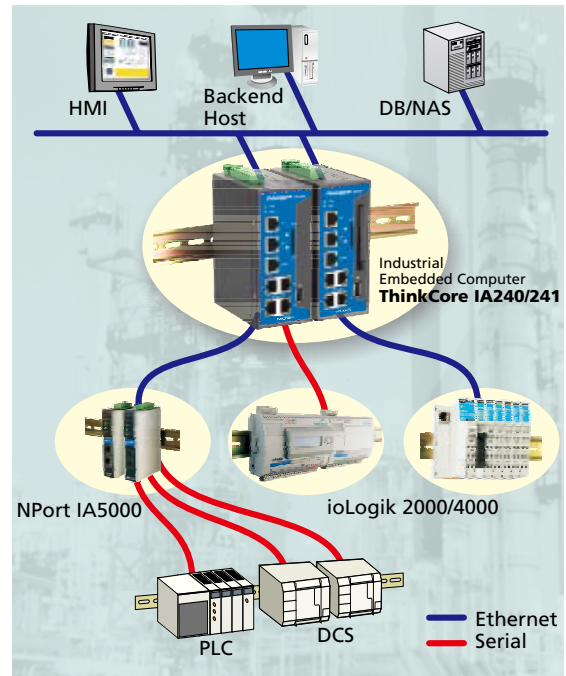 HMI
Backend
Host
DB/NAS
Industrial
Embedded Computer
ThinkCore IA240/241
NPort IA5000
ioLogik 2000/4000
PLC
DCS
Ethernet
Serial